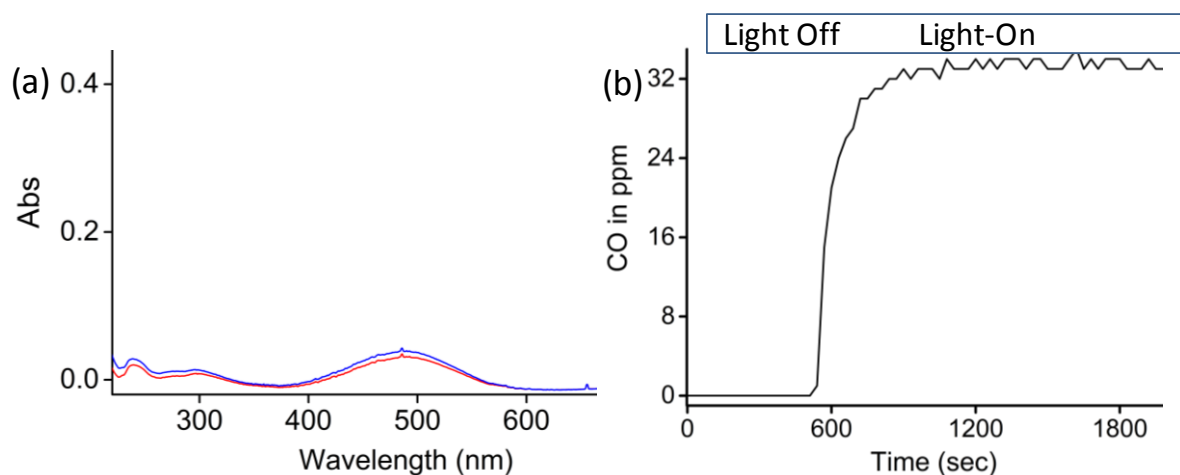 Light Off Light-On
(a)
0.4
0.2
0.0
Abs
300 400 500 600
Wavelength (nm)
(b)
32
24
16
8
0
CO in ppm
0 600 1200 1800
Time (sec)